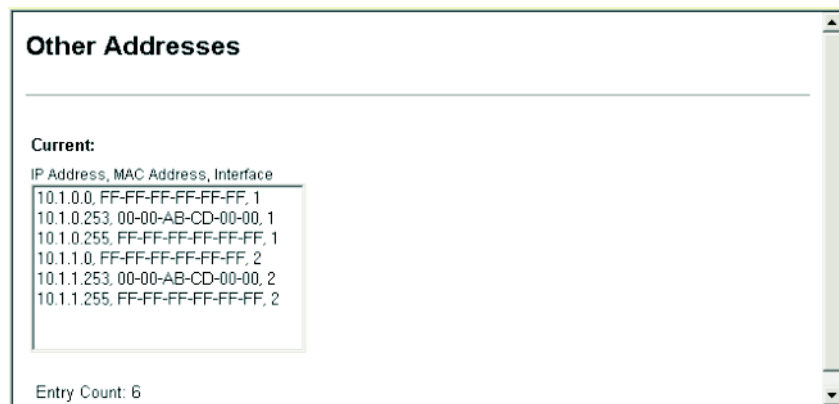 Other Addresses
Current:
IP Address, MAC Address, Interface
10.1.0.0, FF-FF-FF-FF-FF-FF, 1
10.1.0.253, 00-00-AB-CD-00-00, 1
10.1.0.255, FF-FF-FF-FF-FF-FF, 1
10.1.1.0, FF-FF-FF-FF-FF-FF, 2
10.1.1.253, 00-00-AB-CD-00-00, 2
10.1.1.255, FF-FF-FF-FF-FF-FF, 2
Entry Count: 6